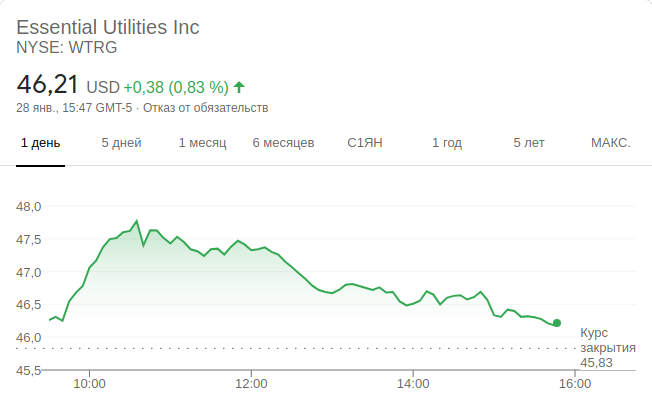 Essential Utilities Inc
NYSE: WTRG
46,21 USD +0,38 (0,83 %)
28 янв., 15:47 GMT-5 · Отказ от обязательств
1 день 5 дней 1 месяц 6 месяцев С1ЯН 1 год 5 лет МАКС.
48,0
47,5
47,0
46,5
46,0
45,5
Курс
закрытия
45,83
10:00 12:00 14:00 16:00